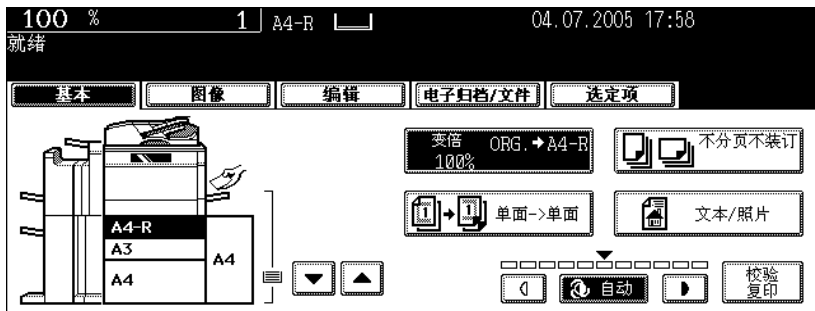 100 % 1 A4-R 04.07.2005 17:58
就绪
基本 图像 编辑 电子归档/文件 选定项
变倍 ORG.➜A4-R
100%
不分页不装订
1➜1 单面->单面
文本/照片
A4-R
A3
A4
A4
自动
校验
复印